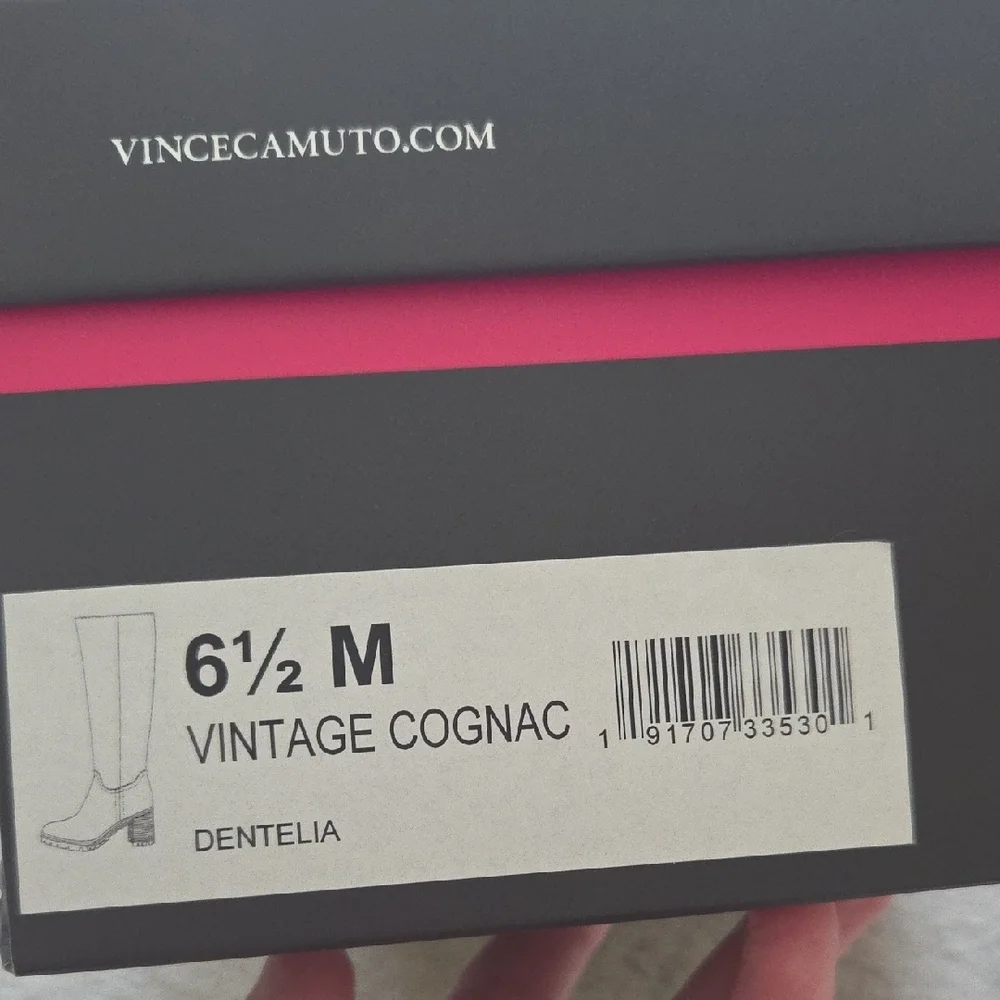 VINCECAMUTO.COM
6½ M
VINTAGE COGNAC
1 91707 33530 1
DENTELIA